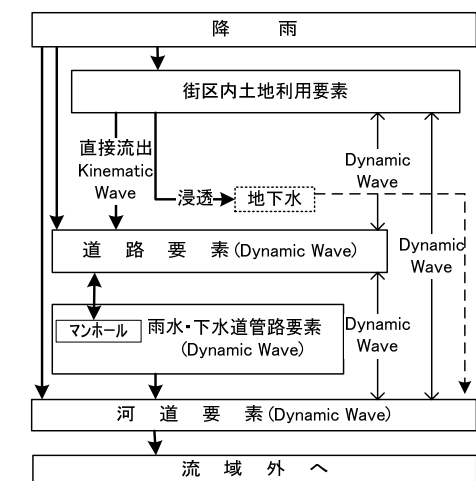 降 雨
街区内土地利用要素
直接流出
Kinematic
Wave
Dynamic
Wave
浸透
地下水
道 路 要 素 (Dynamic Wave)
Dynamic
Wave
マンホール
雨水・下水道管路要素
(Dynamic Wave)
Dynamic
Wave
河 道 要 素 (Dynamic Wave)
流 域 外 へ